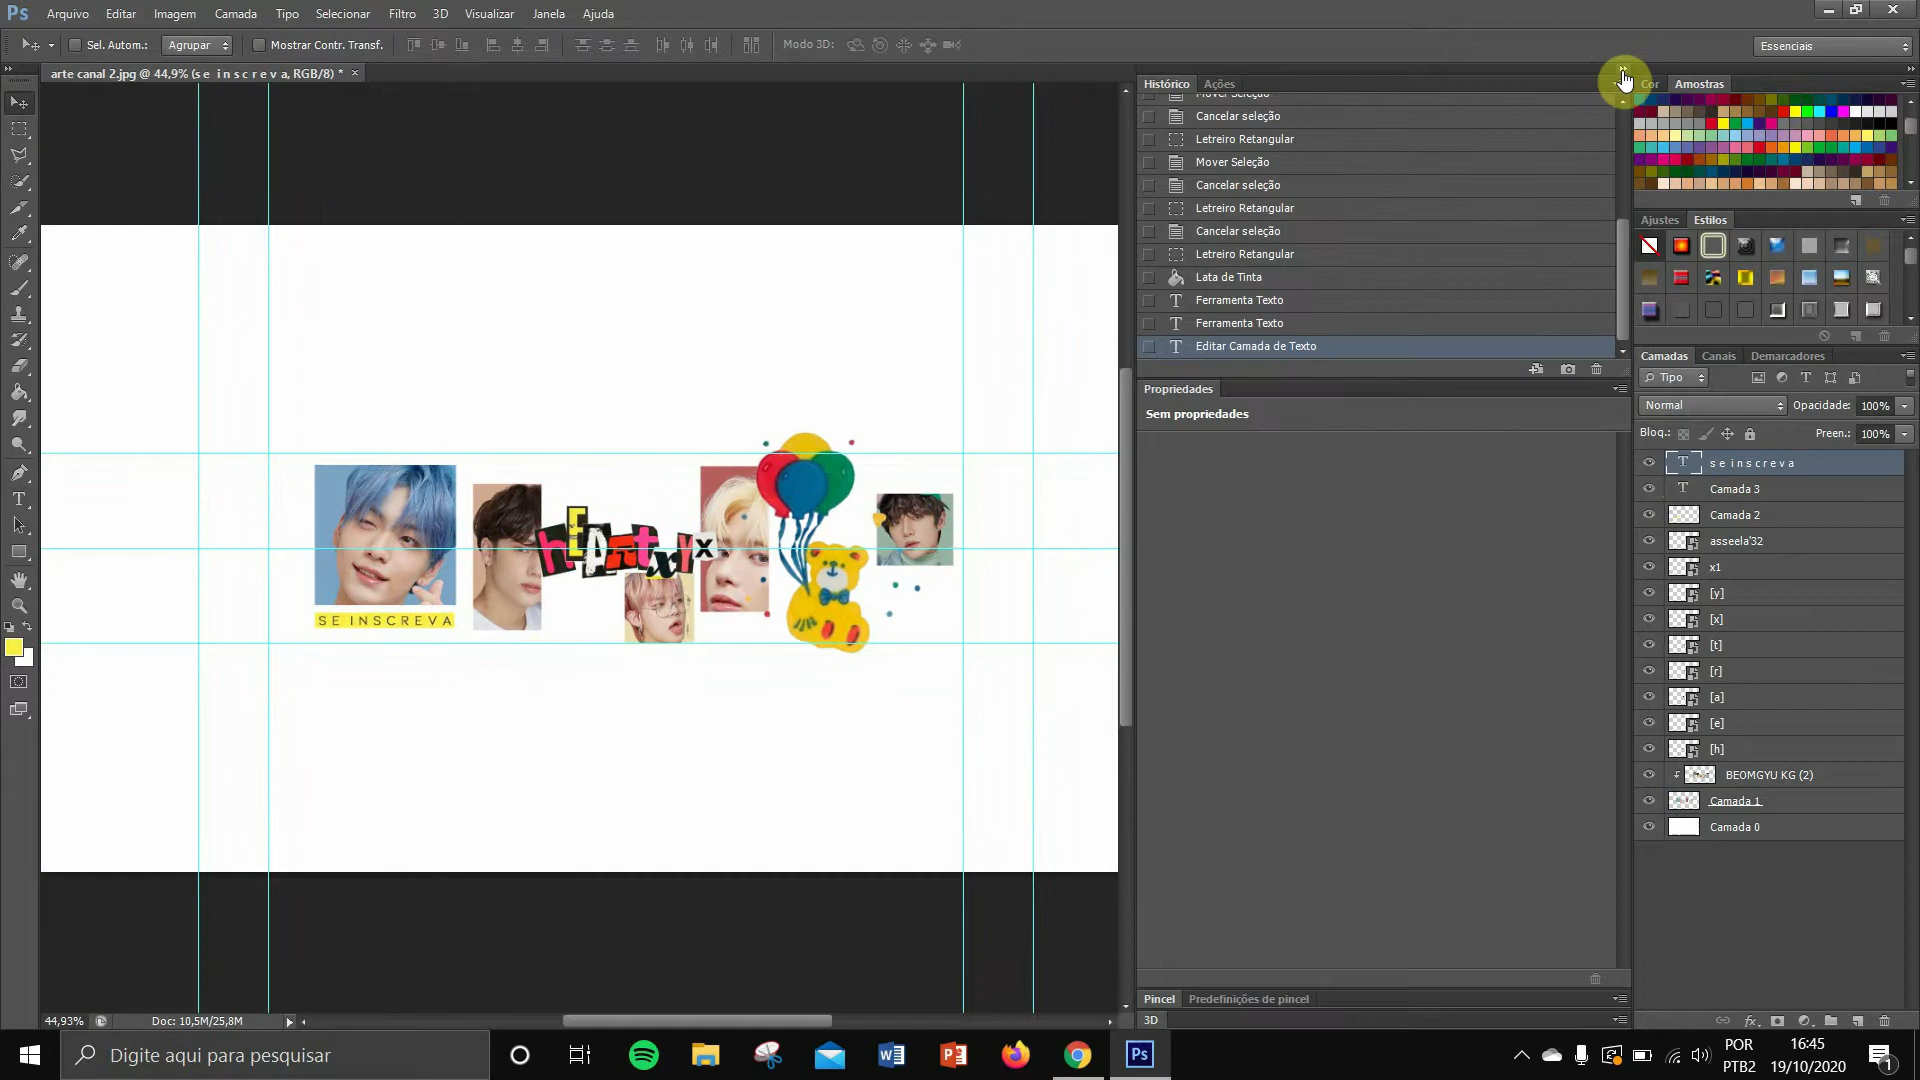 Ps Arquivo Editar Imagem Camada Tipo Selecionar Filtro 3D Visualizar Janela Ajuda
Sel. Autom.: Agrupar Mostrar Contr. Transf. Modo 3D: Essenciais
arte canal 2.jpg @ 44,9% (s e i n s c r e v a, RGB/8) * ×
Histórico Ações
Cor Amostras
Mover Seleção
Cancelar seleção
Letreiro Retangular
Mover Seleção
Cancelar seleção
Letreiro Retangular
Cancelar seleção
Letreiro Retangular
Lata de Tinta
Ferramenta Texto
Ferramenta Texto
Editar Camada de Texto
Ajustes Estilos
Propriedades
Sem propriedades
Camadas Canais Demarcadores
Tipo
Normal Opacidade: 100%
Bloq.: Preen.: 100%
s e i n s c r e v a
Camada 3
Camada 2
asseela'32
x1
[y]
[x]
[t]
[r]
[a]
[e]
[h]
BEOMGYU KG (2)
Camada 1
Camada 0
hEartxyx
SE INSCREVA
Pincel Predefinições de pincel
3D
44,93% Doc: 10,5M/25,8M
Digite aqui para pesquisar
POR
PTB2
16:45
19/10/2020
1